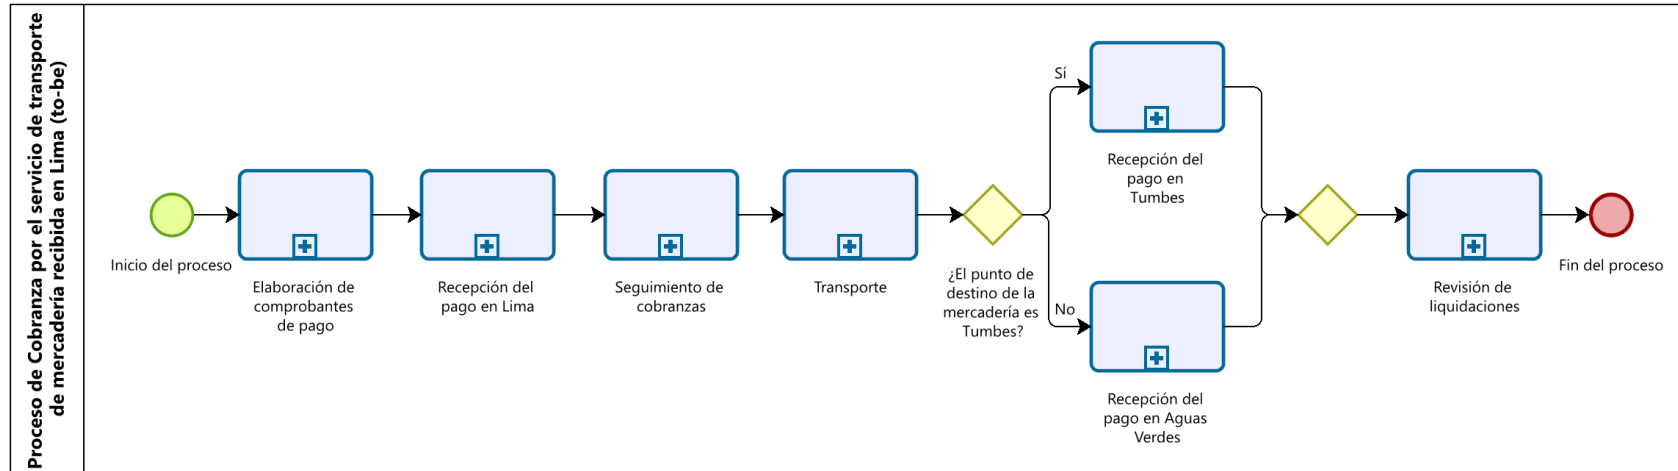 Proceso de Cobranza por el servicio de transporte
de mercadería recibida en Lima (to-be)
Inicio del proceso
Elaboración de
comprobantes
de pago
Recepción del
pago en Lima
Seguimiento de
cobranzas
Transporte
¿El punto de
destino de la
mercadería es
Tumbes?
Sí
Recepción del
pago en
Tumbes
No
Recepción del
pago en Aguas
Verdes
Revisión de
liquidaciones
Fin del proceso